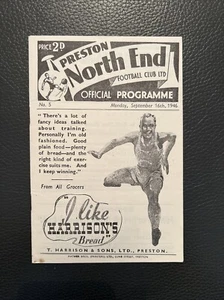 PRICE 2D
PRESTON
North End
FOOTBALL CLUB LTD
OFFICIAL PROGRAMME
No. 5
Monday, September 16th, 1946
"There's a lot of
fancy ideas talked
about training.
Personally I'm old
fashioned. Good
plain food—plenty
of bread—and the
right kind of exer-
cise suits me. And
I keep winning."
From All Grocers
I like
HARRISON'S
Bread
T. HARRISON & SONS, LTD., PRESTON.